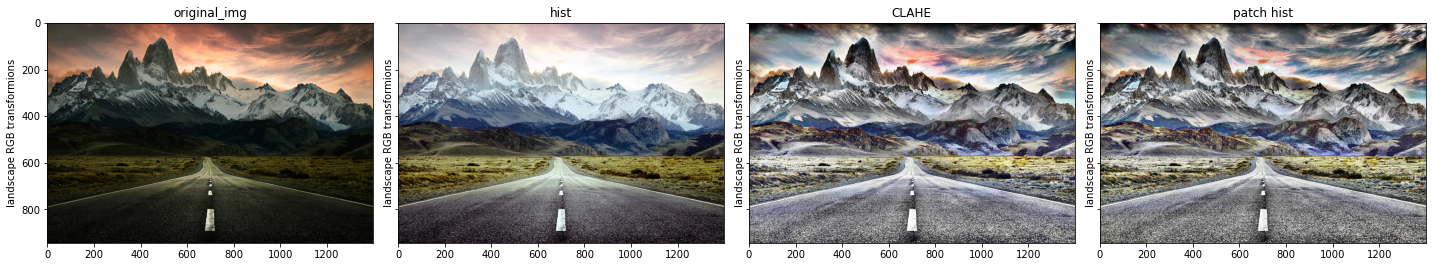 original_img
hist
CLAHE
patch hist
landscape RGB transformions
0
200
400
600
800
0 200 400 600 800 1000 1200
landscape RGB transformions
0 200 400 600 800 1000 1200
landscape RGB transformions
0 200 400 600 800 1000 1200
landscape RGB transformions
0 200 400 600 800 1000 1200